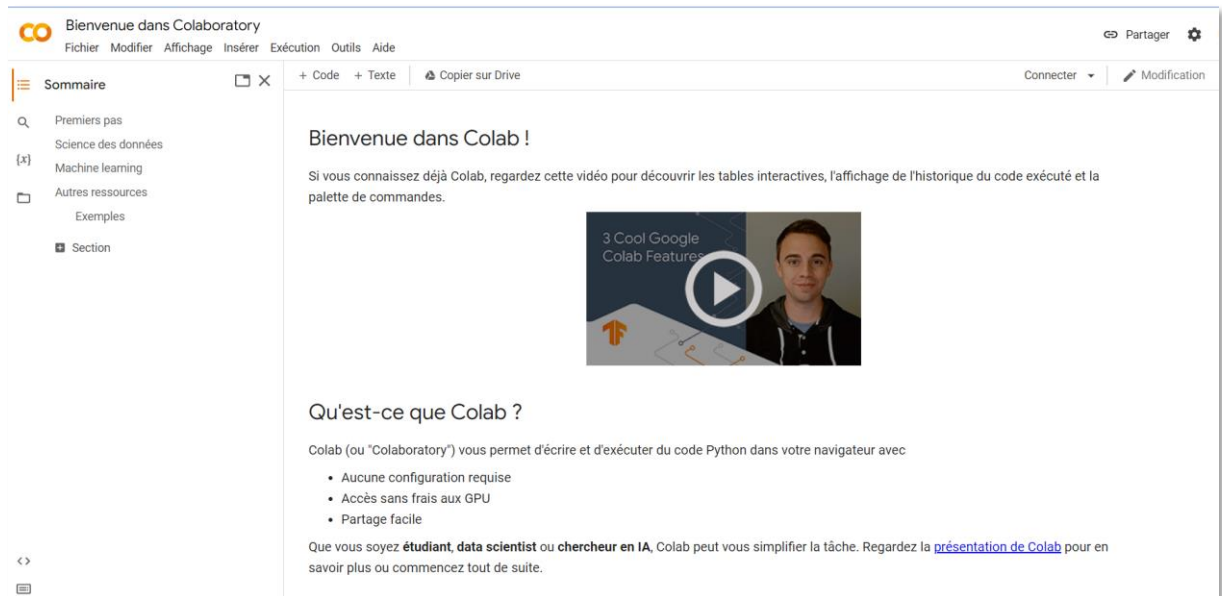 CO
Bienvenue dans Colaboratory
Fichier Modifier Affichage Insérer Exécution Outils Aide
Partager
Sommaire
+ Code + Texte Copier sur Drive
Connecter
Modification
Premiers pas
Science des données
{x}
Machine learning
Autres ressources
Exemples
Section
Bienvenue dans Colab !
Si vous connaissez déjà Colab, regardez cette vidéo pour découvrir les tables interactives, l'affichage de l'historique du code exécuté et la
palette de commandes.
3 Cool Google
Colab Features
Qu'est-ce que Colab ?
Colab (ou "Colaboratory") vous permet d'écrire et d'exécuter du code Python dans votre navigateur avec
• Aucune configuration requise
• Accès sans frais aux GPU
• Partage facile
Que vous soyez étudiant, data scientist ou chercheur en IA, Colab peut vous simplifier la tâche. Regardez la présentation de Colab pour en
savoir plus ou commencez tout de suite.